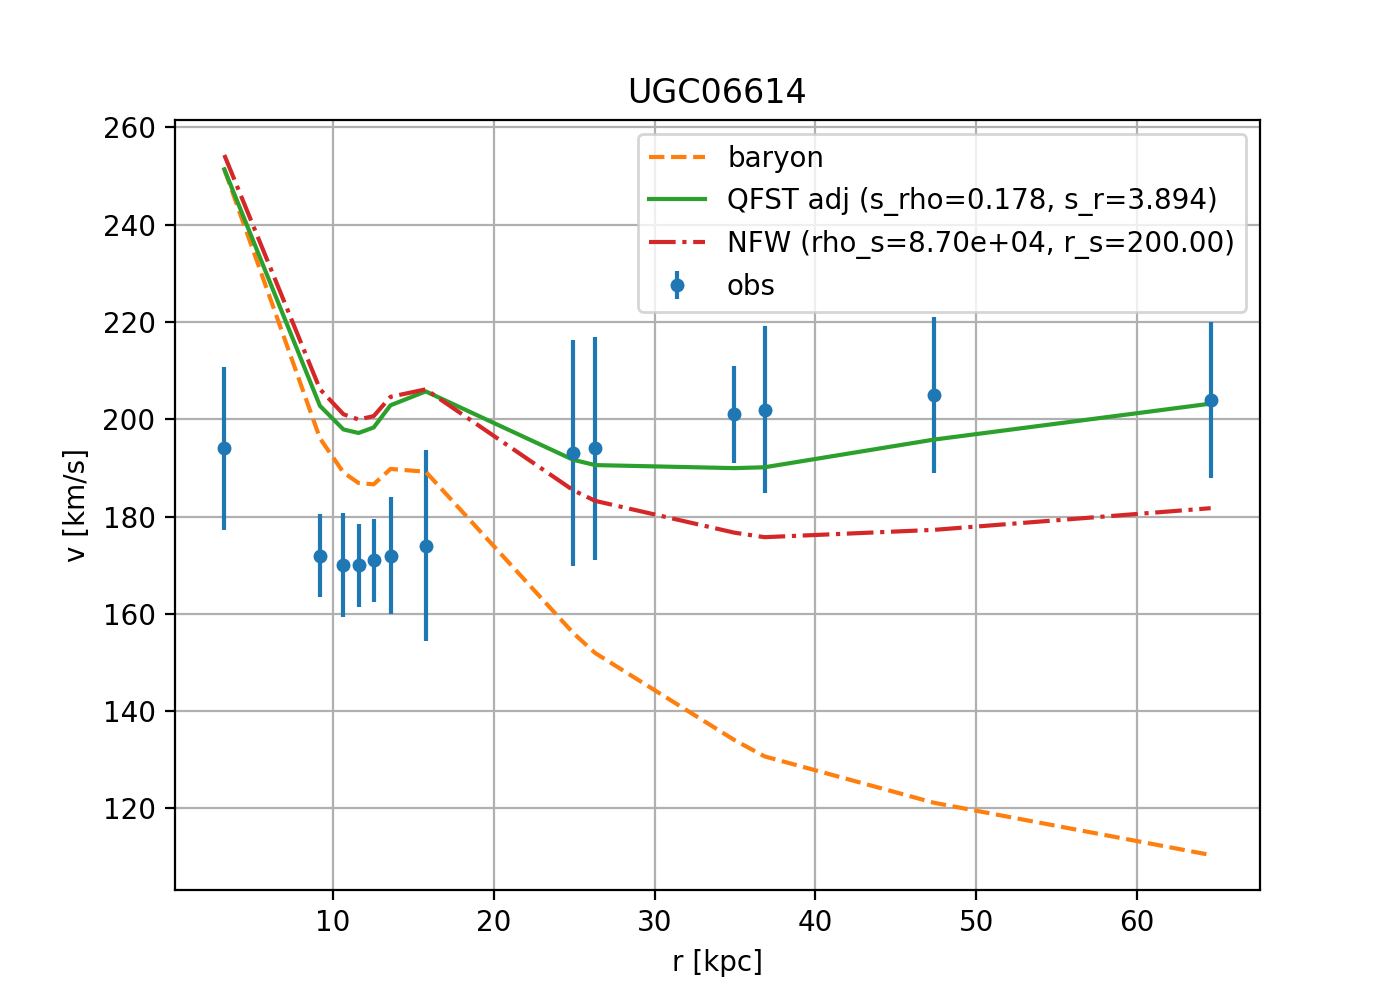 UGC06614
260
240
220
200
180
160
140
120
v [km/s]
baryon
QFST adj (s_rho=0.178, s_r=3.894)
NFW (rho_s=8.70e+04, r_s=200.00)
obs
10 20 30 40 50 60
r [kpc]